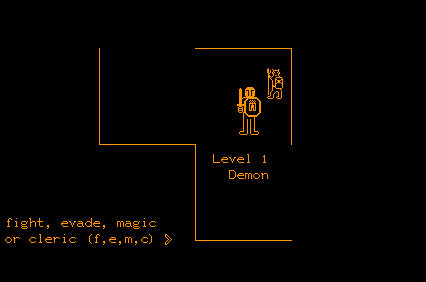 Level 1
Demon
fight, evade, magic
or cleric (f,e,m,c) >